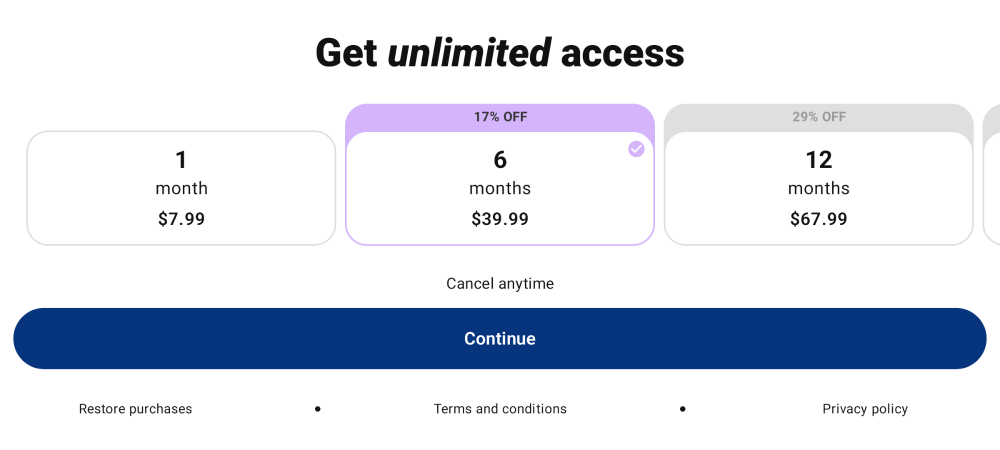 Get unlimited access
17% OFF
29% OFF
1
month
$7.99
6
months
$39.99
12
months
$67.99
Cancel anytime
Continue
Restore purchases
Terms and conditions
Privacy policy